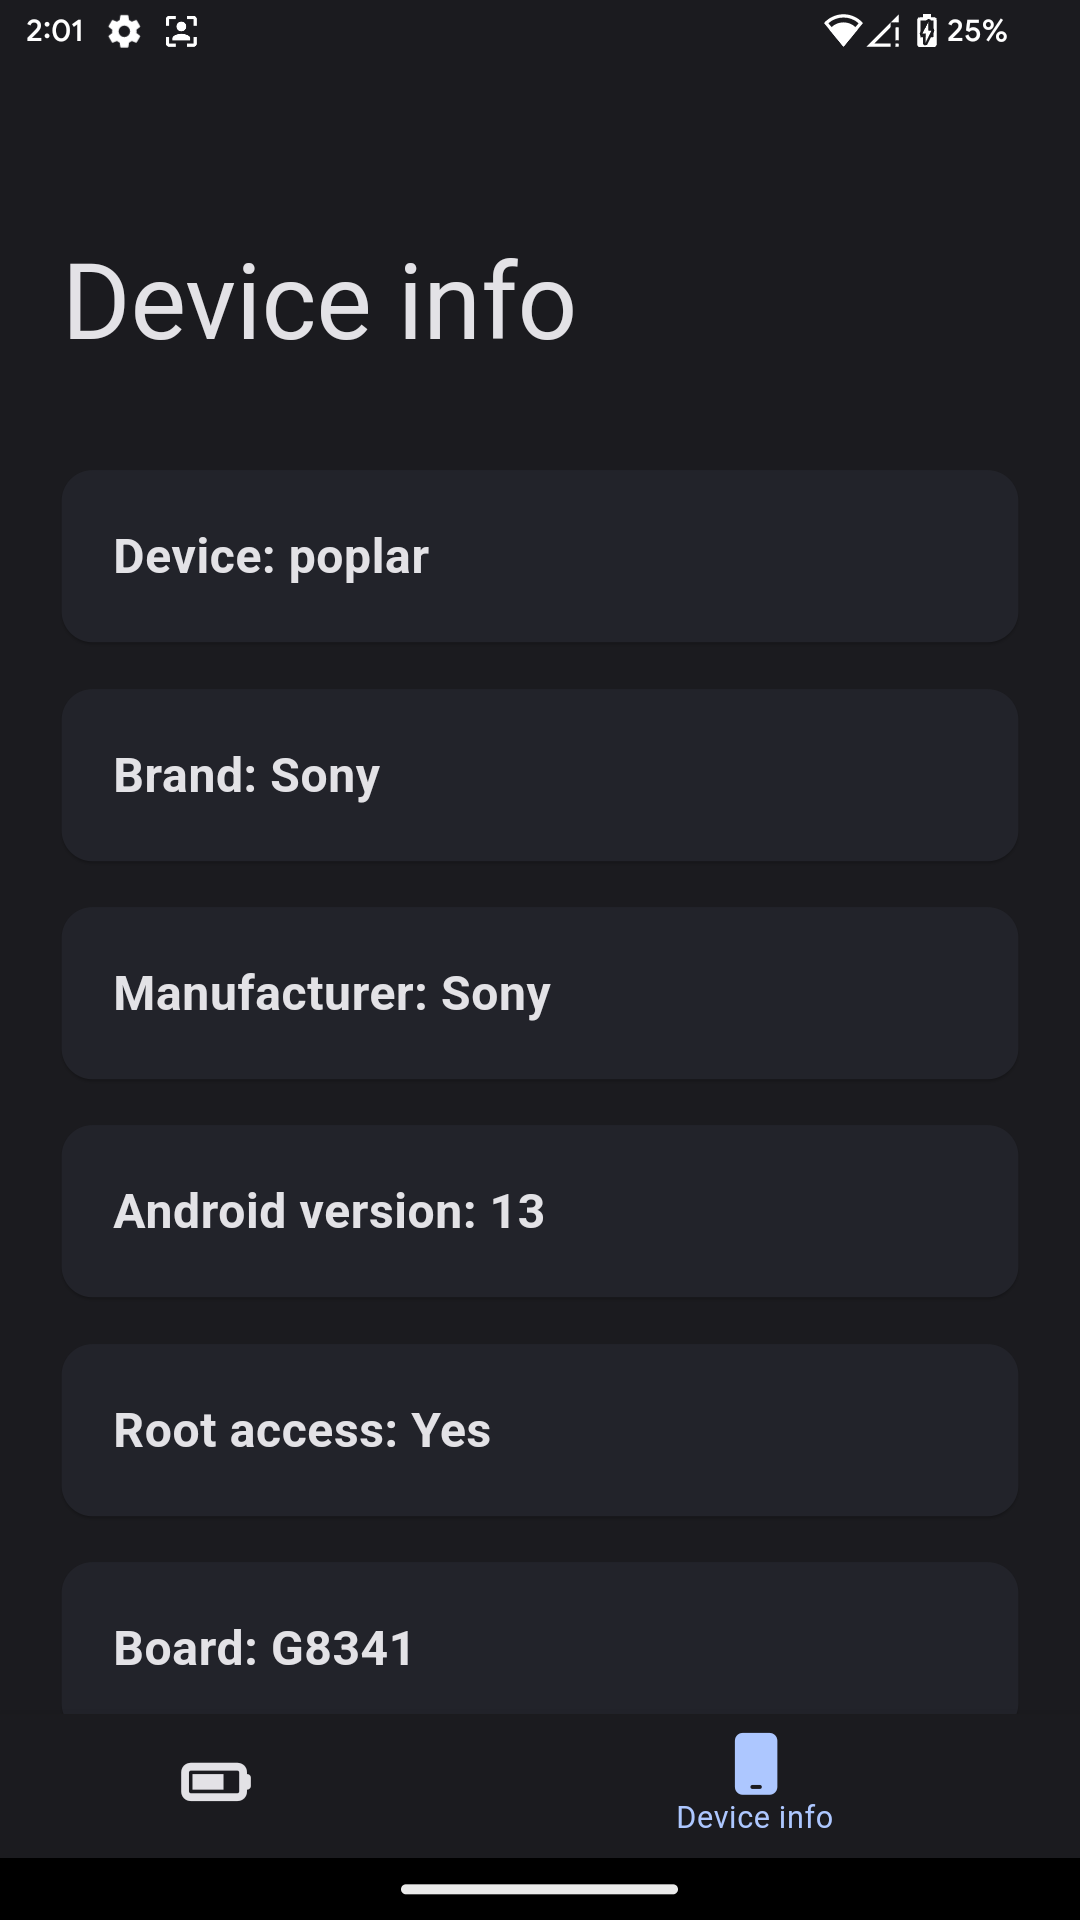 2:01 25%
Device info
Device: poplar
Brand: Sony
Manufacturer: Sony
Android version: 13
Root access: Yes
Board: G8341
Device info